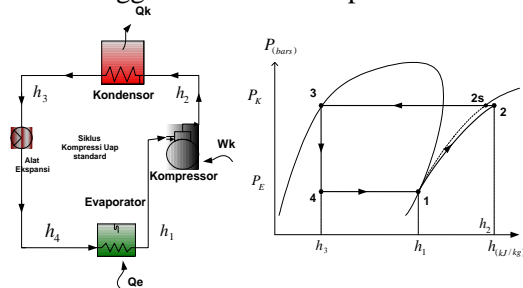 Qk
h3
Kondensor
h2
Alat
Ekspansi
Siklus
Kompressi Uap
standard
Wk
Kompressor
Evaporator
h4
h1
Qe
P(bars)
PK
3
2s
2
PE
4
1
h2
h3
h1
h(kJ/kg)